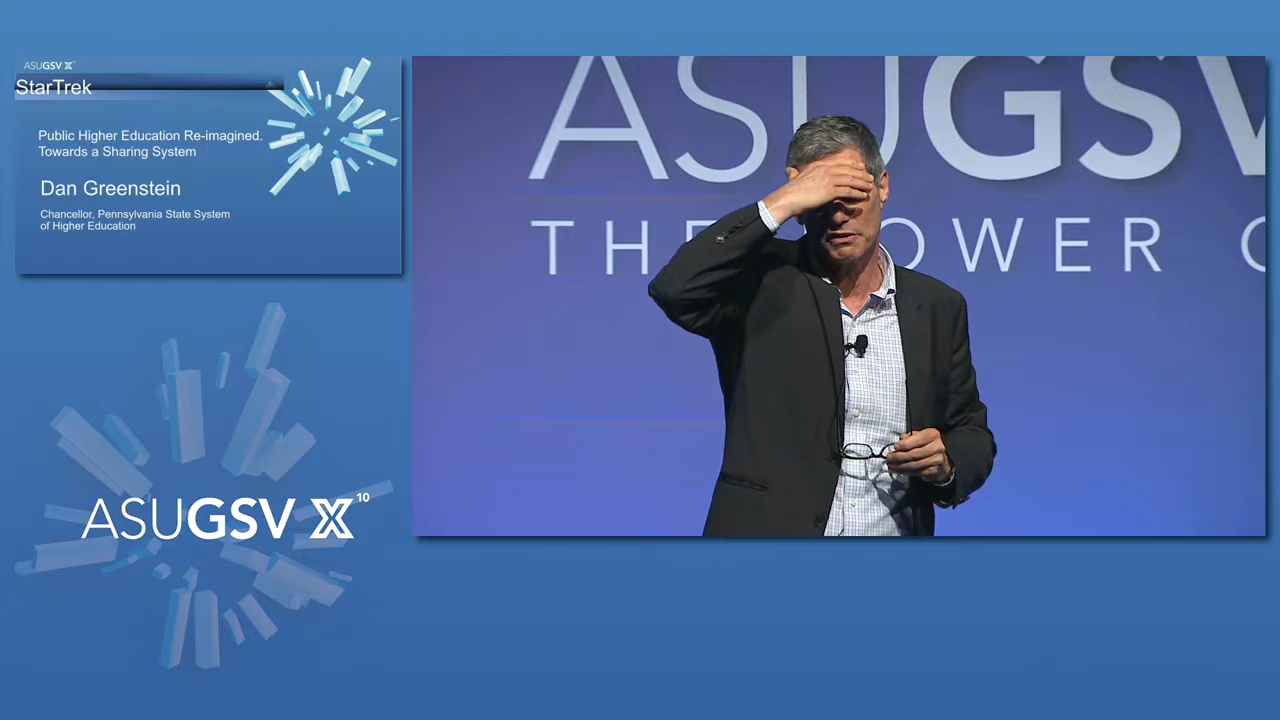 ASUGSV X
StarTrek
Public Higher Education Re-imagined.
Towards a Sharing System
Dan Greenstein
Chancellor, Pennsylvania State System
of Higher Education
ASUGSV X10
ASUGSV
THE POWER O